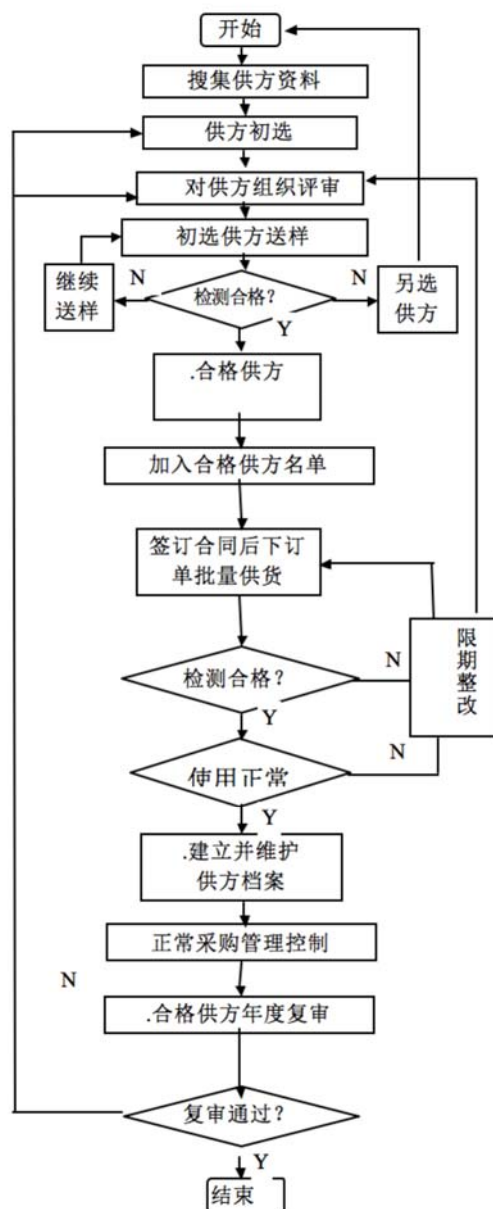 开始
搜集供方资料
供方初选
对供方组织评审
初选供方送样
继续
送样
N
检测合格?
N
另选
供方
Y
.合格供方
加入合格供方名单
签订合同后下订
单批量供货
检测合格?
N
限
期
整
改
Y
使用正常
N
Y
.建立并维护
供方档案
正常采购管理控制
N
.合格供方年度复审
复审通过?
Y
结束